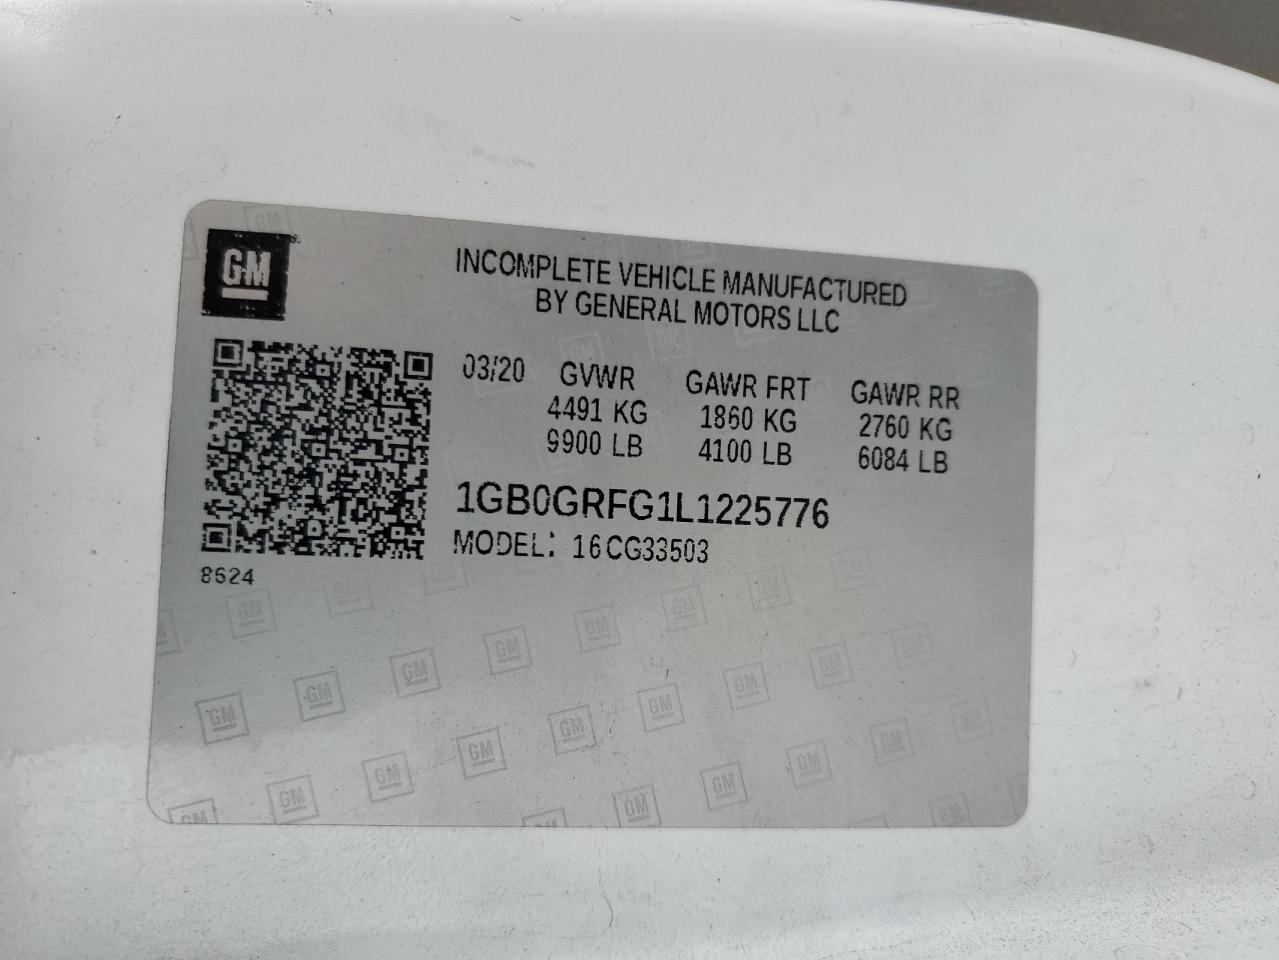 GM
INCOMPLETE VEHICLE MANUFACTURED
BY GENERAL MOTORS LLC
03/20 GVWR GAWR FRT GAWR RR
4491 KG 1860 KG 2760 KG
9900 LB 4100 LB 6084 LB
1GB0GRFG1L1225776
MODEL: 16CG33503
8624